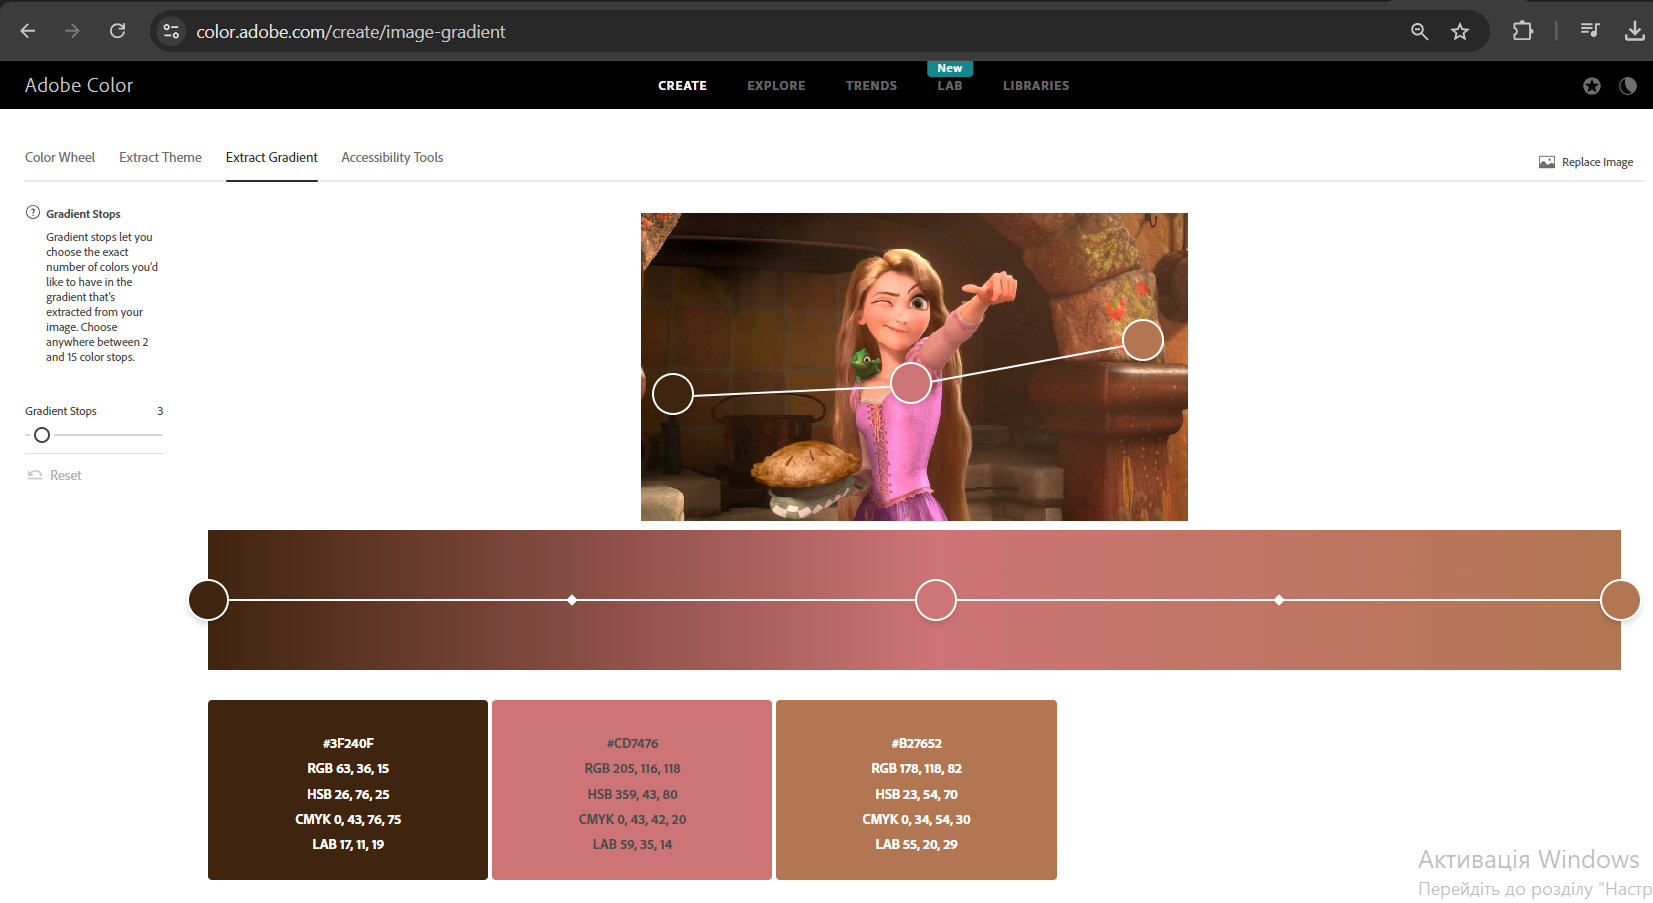 color.adobe.com/create/image-gradient
Adobe Color
CREATE
EXPLORE
TRENDS
New
LAB
LIBRARIES
Color Wheel
Extract Theme
Extract Gradient
Accessibility Tools
Replace Image
Gradient Stops
Gradient stops let you
choose the exact
number of colors you'd
like to have in the
gradient that's
extracted from your
image. Choose
anywhere between 2
and 15 color stops.
Gradient Stops 3
Reset
#3F240F
RGB 63, 36, 15
HSB 26, 76, 25
CMYK 0, 43, 76, 75
LAB 17, 11, 19
#CD7476
RGB 205, 116, 118
HSB 359, 43, 80
CMYK 0, 43, 42, 20
LAB 59, 35, 14
#B27652
RGB 178, 118, 82
HSB 23, 54, 70
CMYK 0, 34, 54, 30
LAB 55, 20, 29
Активація Windows
Перейдіть до розділу "Настр